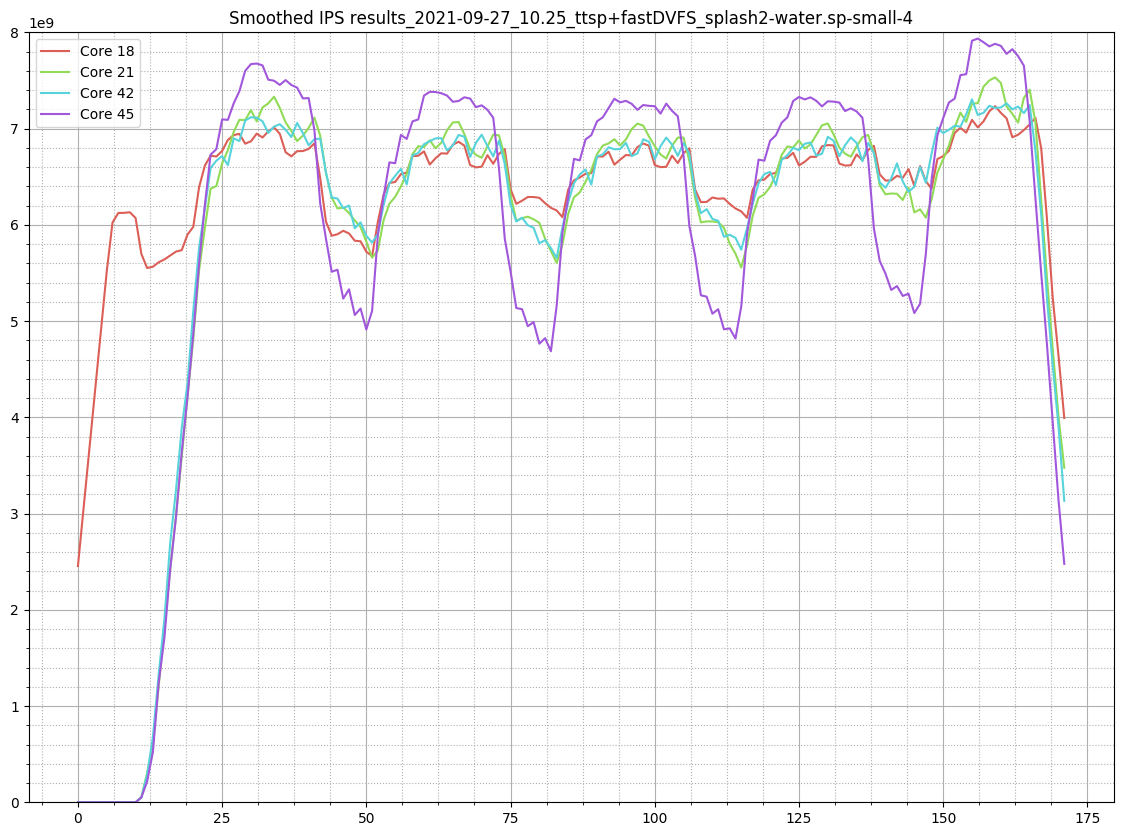 Smoothed IPS results_2021-09-27_10.25_ttsp+fastDVFS_splash2-water.sp-small-4
1e9
8
7
6
5
4
3
2
1
0
Core 18
Core 21
Core 42
Core 45
0 25 50 75 100 125 150 175